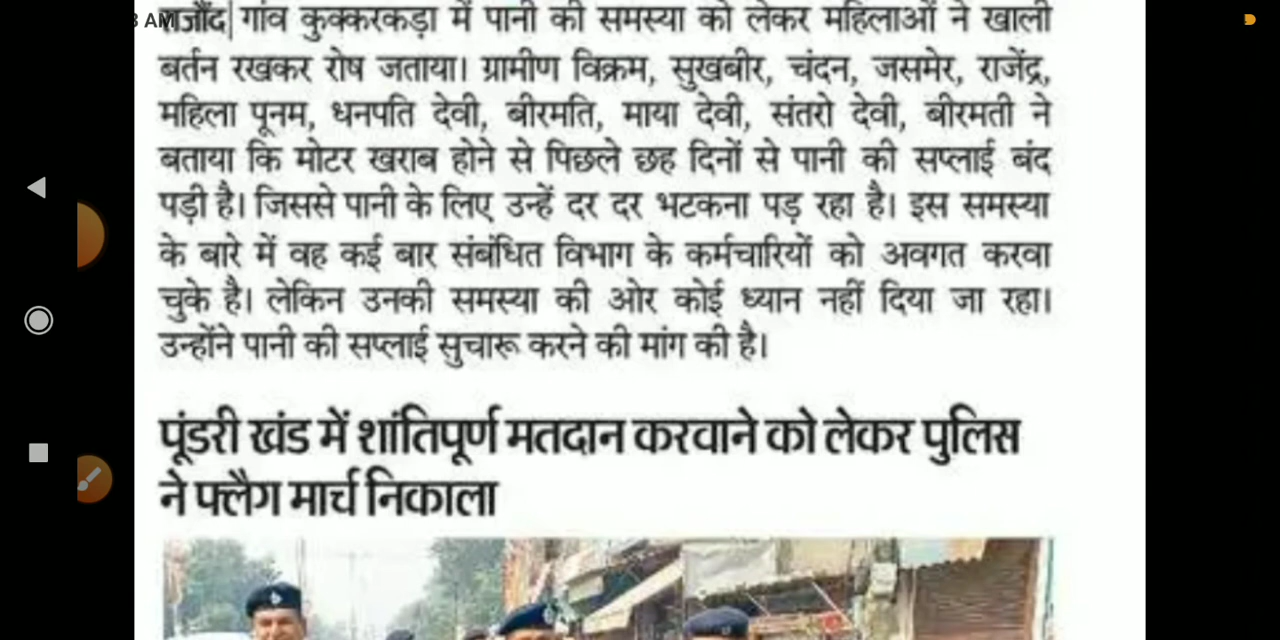 गांव कुक्करकड़ा में पानी की समस्या को लेकर महिलाओं ने खाली
बर्तन रखकर रोष जताया। ग्रामीण विक्रम, सुखबीर, चंदन, जसमेर, राजेंद्र,
महिला पूनम, धनपति देवी, बीरमति, माया देवी, संतरो देवी, बीरमती ने
बताया कि मोटर खराब होने से पिछले छह दिनों से पानी की सप्लाई बंद
पड़ी है। जिससे पानी के लिए उन्हें दर दर भटकना पड़ रहा है। इस समस्या
के बारे में वह कई बार संबंधित विभाग के कर्मचारियों को अवगत करवा
चुके है। लेकिन उनकी समस्या की ओर कोई ध्यान नहीं दिया जा रहा।
उन्होंने पानी की सप्लाई सुचारू करने की मांग की है।
पूंडरी खंड में शांतिपूर्ण मतदान करवाने को लेकर पुलिस
ने फ्लैग मार्च निकाला